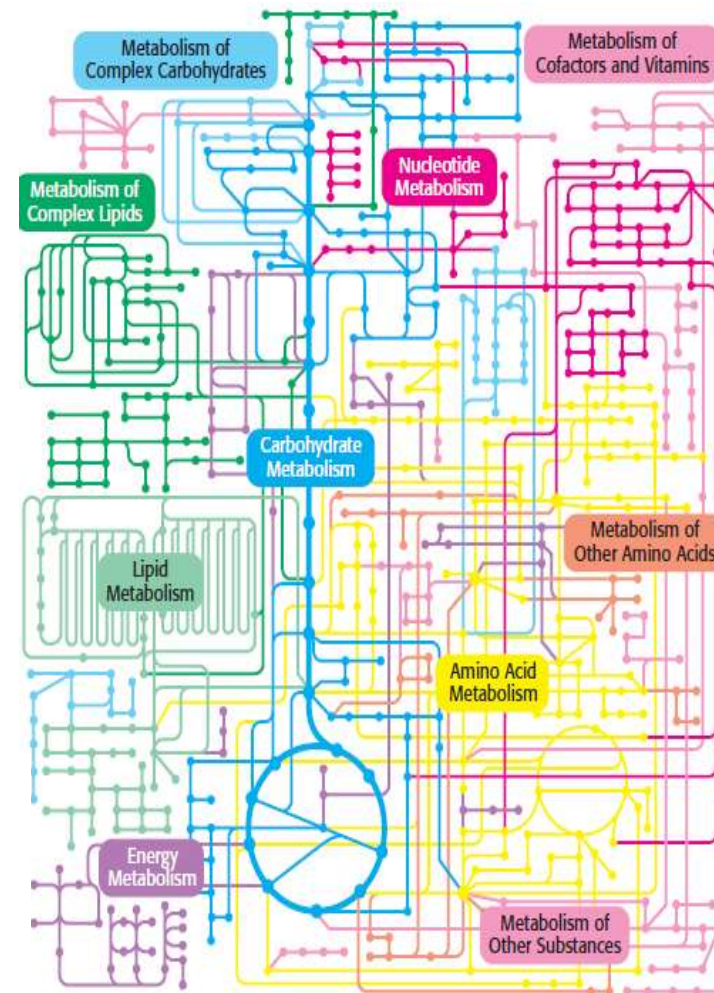 Metabolism of
Complex Carbohydrates
Metabolism of
Cofactors and Vitamins
Nucleotide
Metabolism
Metabolism of
Complex Lipids
Carbohydrate
Metabolism
Metabolism of
Other Amino Acids
Lipid
Metabolism
Amino Acid
Metabolism
Energy
Metabolism
Metabolism of
Other Substances